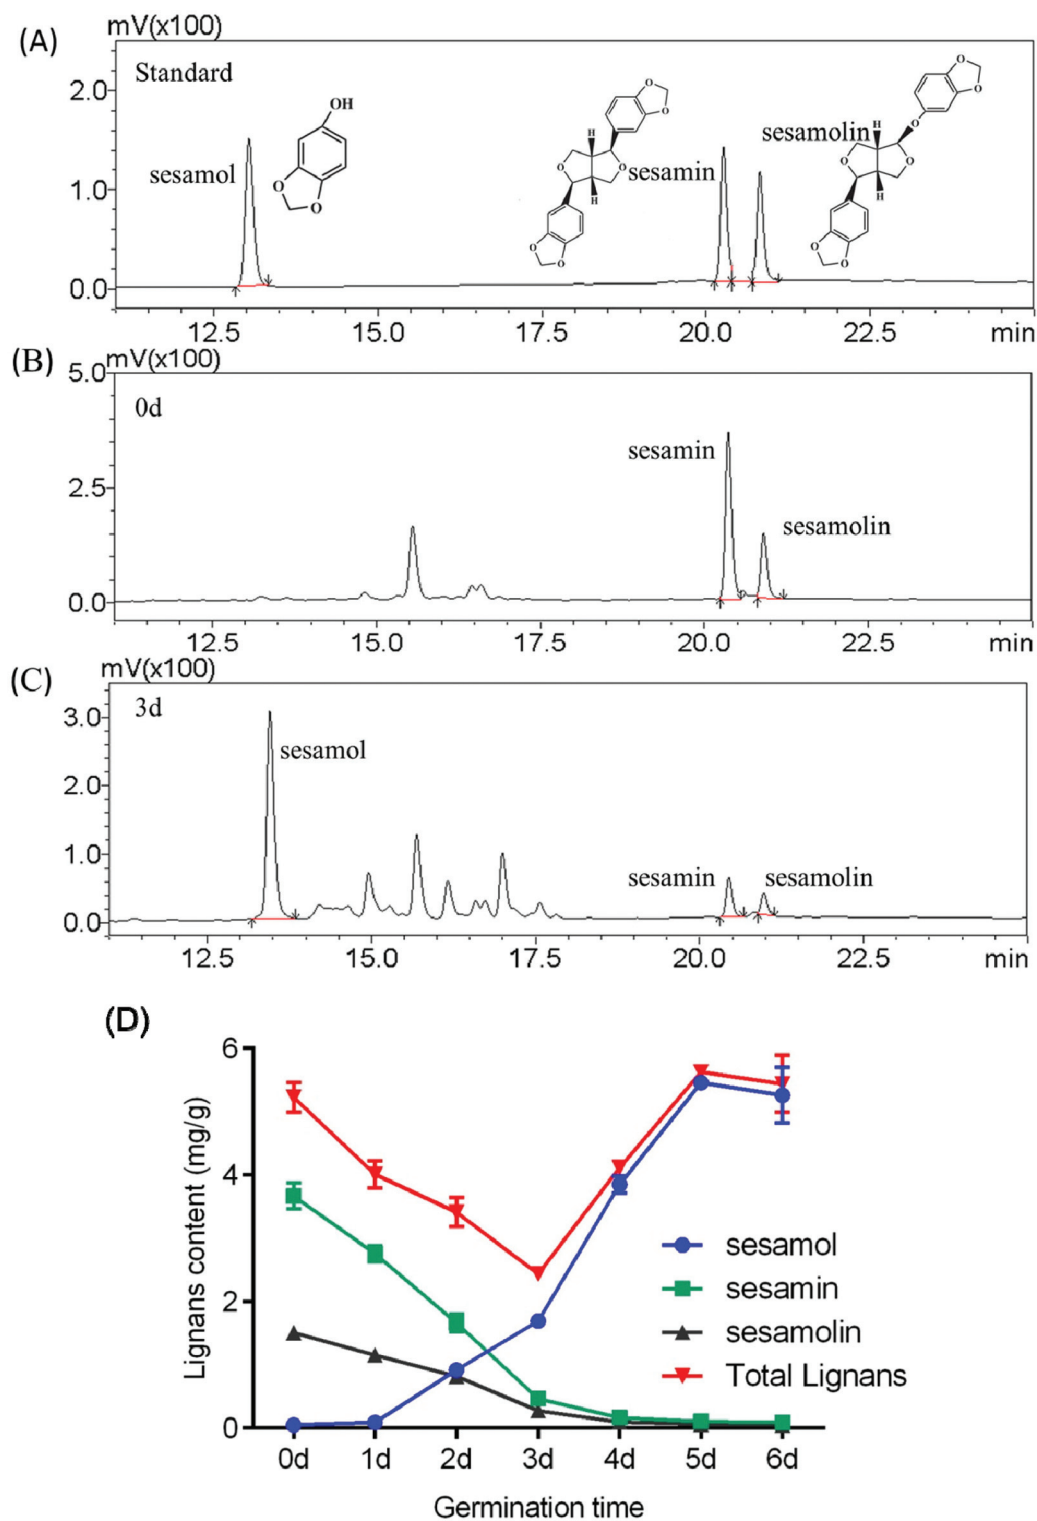 (A)
mV(x100)
Standard
2.0
1.0
0.0
sesamol
OH
O
O
O
O
H
O
O
sesamin
H
O
O
sesamolin
O
O
O
H
O
O
H
O
O
12.5 15.0 17.5 20.0 22.5 min
(B)
mV(x100)
5.0
0d
2.5
0.0
sesamin
sesamolin
12.5 15.0 17.5 20.0 22.5 min
(C)
mV(x100)
3d
3.0
2.0
1.0
0.0
sesamol
sesamin
sesamolin
12.5 15.0 17.5 20.0 22.5 min
(D)
Lignans content (mg/g)
6
4
2
0
sesamol
sesamin
sesamolin
Total Lignans
0d 1d 2d 3d 4d 5d 6d
Germination time